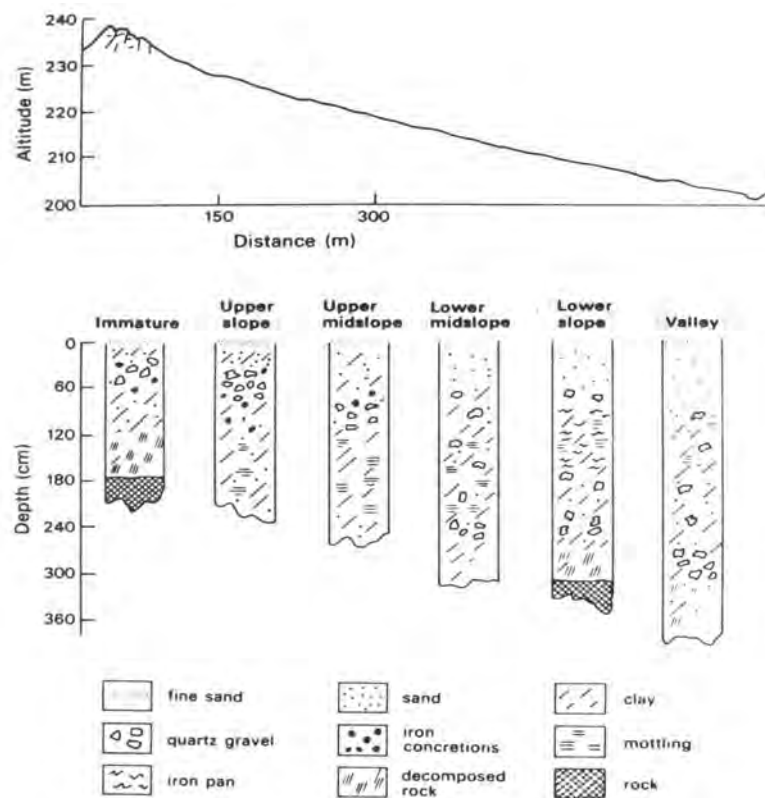 240
230
220
210
200
Altitude (m)
150 300
Distance (m)
Immature
Upper slope
Upper midslope
Lower midslope
Lower slope
Valley
0
60
120
180
240
300
360
Depth (cm)
fine sand
sand
clay
quartz gravel
iron concretions
mottling
iron pan
decomposed rock
rock